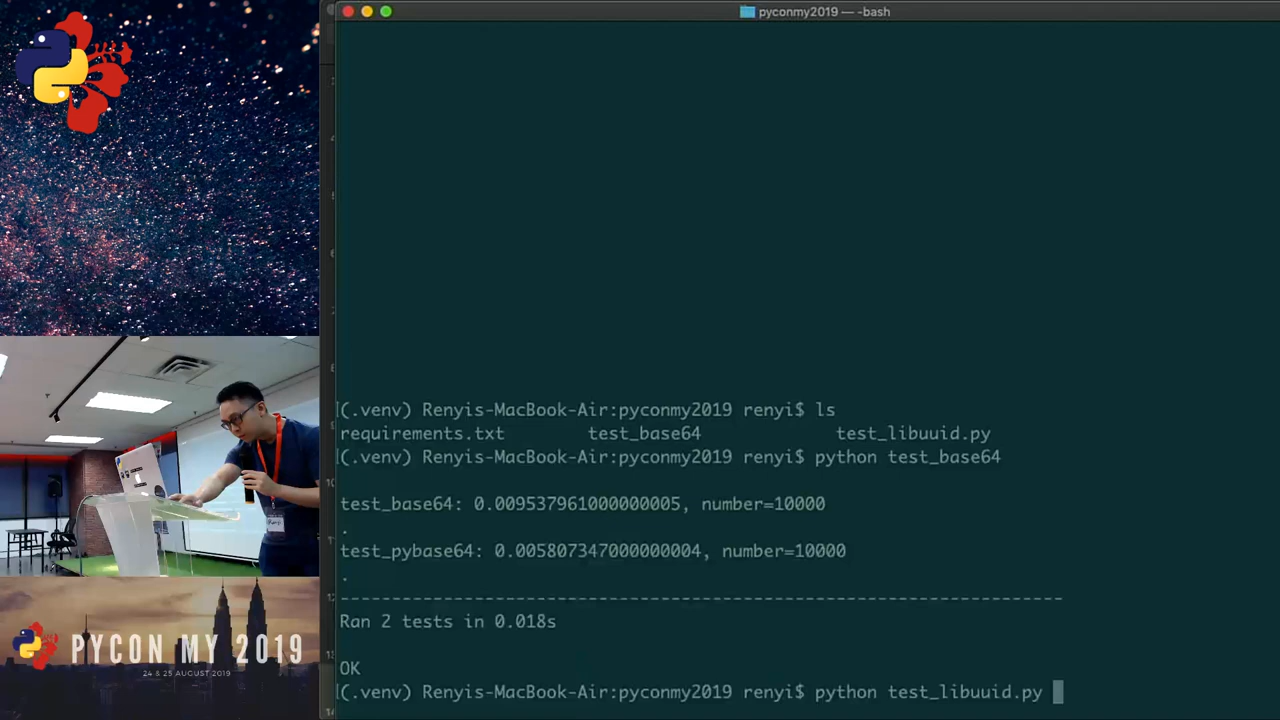 pyconmy2019 — -bash
(.venv) Renyis-MacBook-Air:pyconmy2019 renyi$ ls
requirements.txt test_base64 test_libuuid.py
(.venv) Renyis-MacBook-Air:pyconmy2019 renyi$ python test_base64
test_base64: 0.009537961000000005, number=10000
.
test_pybase64: 0.005807347000000004, number=10000
.
----------------------------------------------------------------------
Ran 2 tests in 0.018s
OK
(.venv) Renyis-MacBook-Air:pyconmy2019 renyi$ python test_libuuid.py
PYCON MY 2019
24 & 25 AUGUST 2019